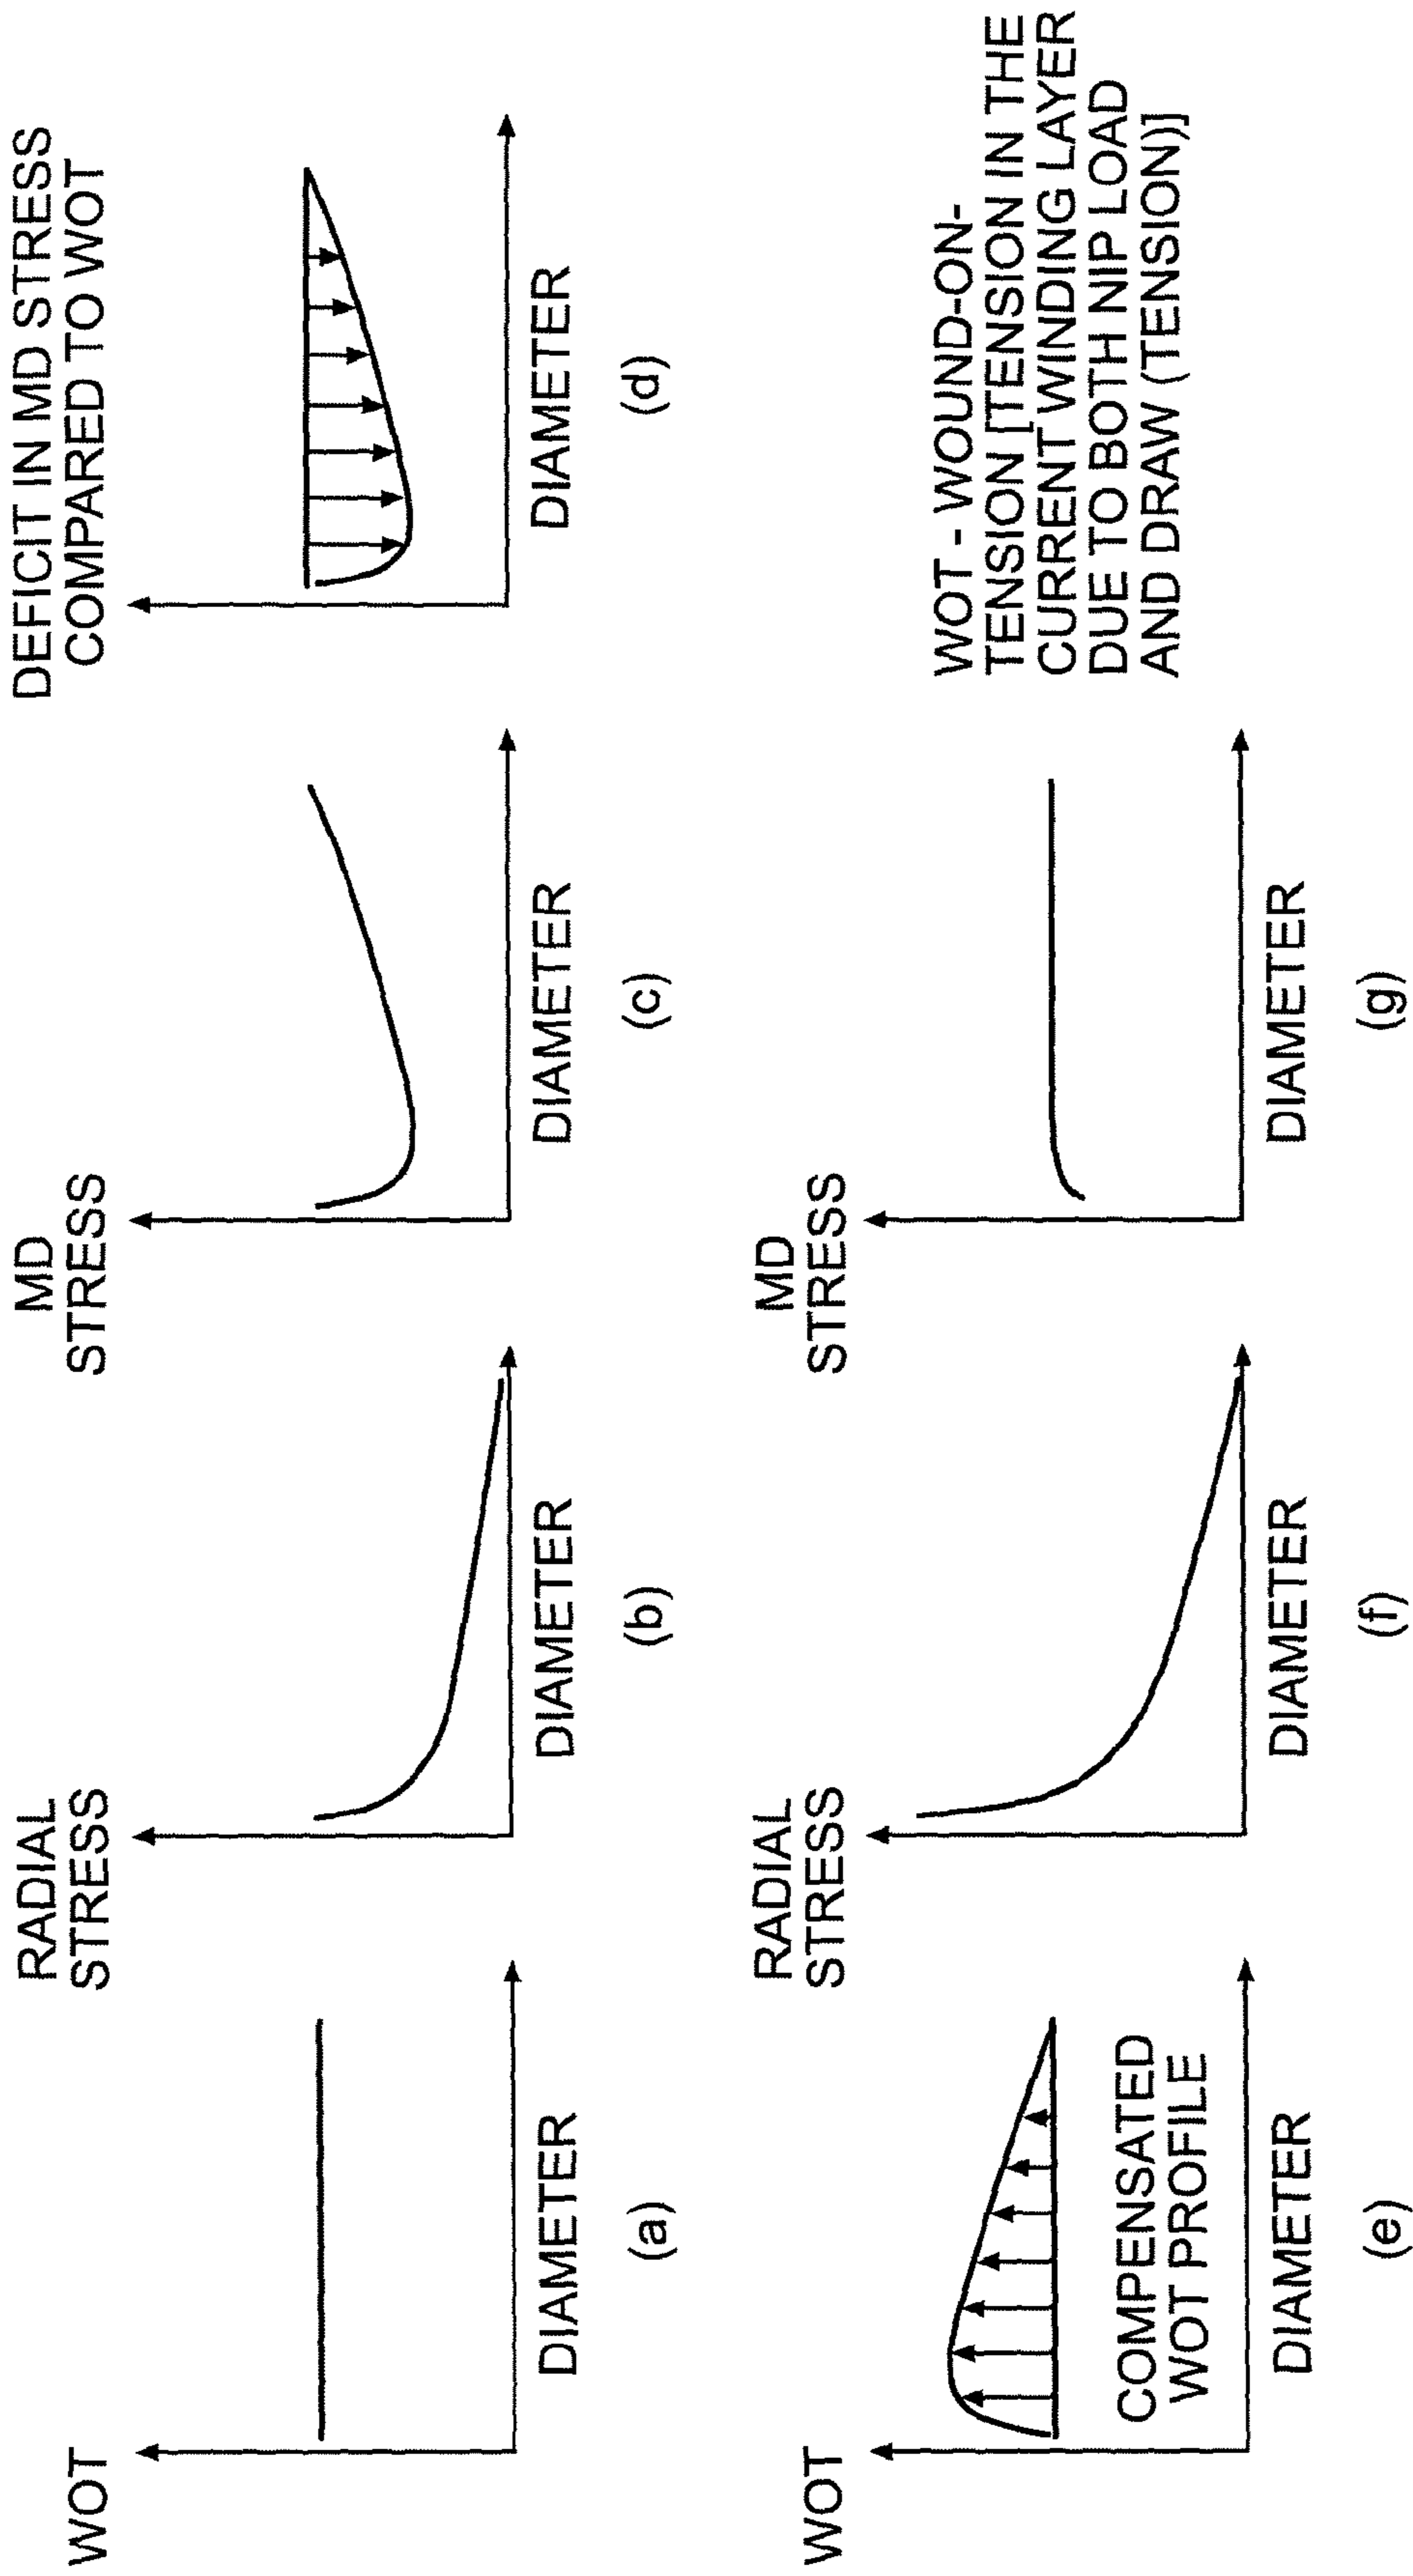 WOT
DIAMETER
(a)
RADIAL
STRESS
DIAMETER
(b)
MD
STRESS
DIAMETER
(c)
DEFICIT IN MD STRESS
COMPARED TO WOT
DIAMETER
(d)
WOT
COMPENSATED
WOT PROFILE
DIAMETER
(e)
RADIAL
STRESS
DIAMETER
(f)
MD
STRESS
DIAMETER
(g)
WOT - WOUND-ON-
TENSION [TENSION IN THE
CURRENT WINDING LAYER
DUE TO BOTH NIP LOAD
AND DRAW (TENSION)]